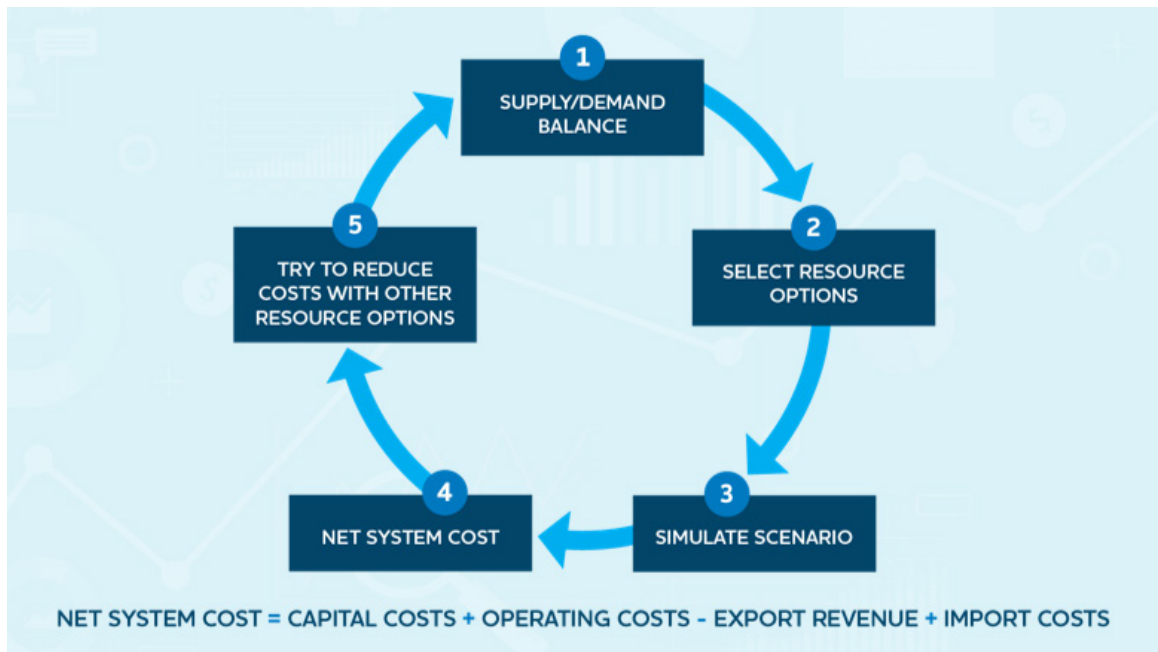 1
SUPPLY/DEMAND
BALANCE
2
SELECT RESOURCE
OPTIONS
3
SIMULATE SCENARIO
4
NET SYSTEM COST
5
TRY TO REDUCE
COSTS WITH OTHER
RESOURCE OPTIONS
NET SYSTEM COST = CAPITAL COSTS + OPERATING COSTS - EXPORT REVENUE + IMPORT COSTS